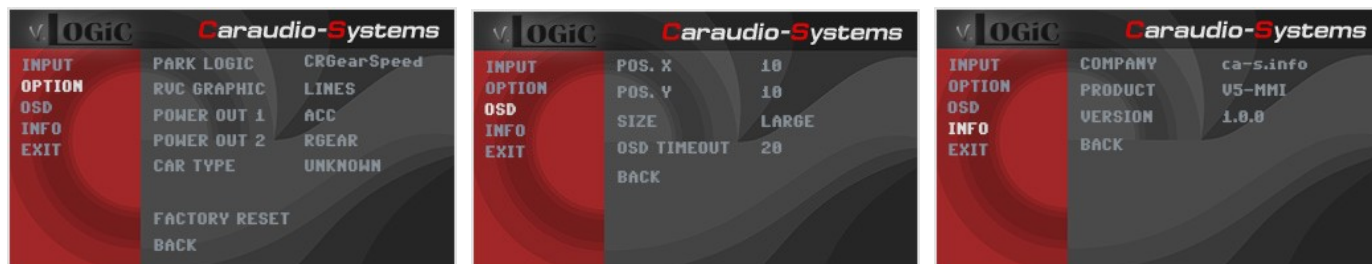 v. LOGiC Caraudio-Systems
INPUT
OPTION
OSD
INFO
EXIT
PARK LOGIC CRGearSpeed
RVC GRAPHIC LINES
POWER OUT 1 ACC
POWER OUT 2 RGEAR
CAR TYPE UNKNOWN
FACTORY RESET
BACK
v. LOGiC Caraudio-Systems
INPUT
OPTION
OSD
INFO
EXIT
POS. X 10
POS. Y 10
SIZE LARGE
OSD TIMEOUT 20
BACK
v. LOGiC Caraudio-Systems
INPUT
OPTION
OSD
INFO
EXIT
COMPANY ca-s.info
PRODUCT V5-MMI
VERSION 1.0.0
BACK